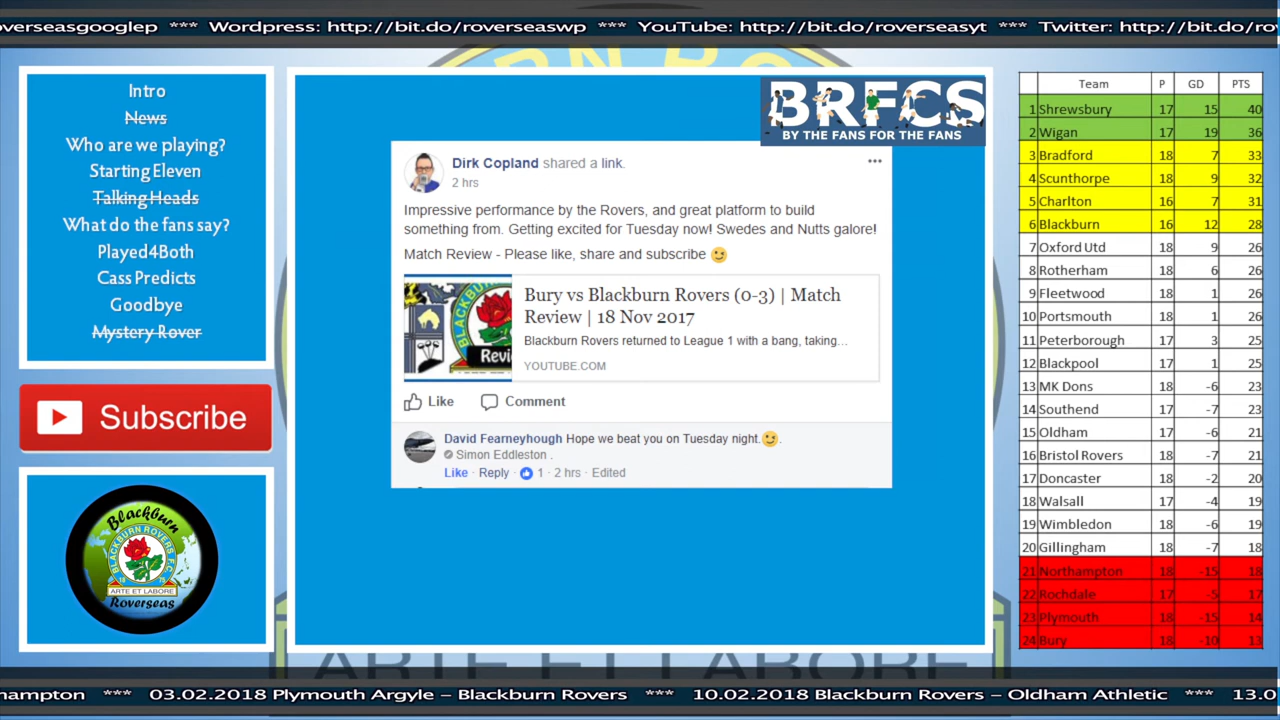 overseasgooglep *** Wordpress: http://bit.do/roverseaswp *** YouTube: http://bit.do/roverseasyt *** Twitter: http://bit.do/ro
Intro
News
Who are we playing?
Starting Eleven
Talking Heads
What do the fans say?
Played4Both
Cass Predicts
Goodbye
Mystery Rover
Subscribe
Blackburn
BLACKBURN ROVERS F.C.
18 75
ARTE ET LABORE
Roverseas
BRFCS
BY THE FANS FOR THE FANS
Dirk Copland shared a link.
2 hrs
Impressive performance by the Rovers, and great platform to build
something from. Getting excited for Tuesday now! Swedes and Nutts galore!
Match Review - Please like, share and subscribe
BLACKBURN
Revi
Bury vs Blackburn Rovers (0-3) | Match
Review | 18 Nov 2017
Blackburn Rovers returned to League 1 with a bang, taking...
YOUTUBE.COM
Like Comment
David Fearneyhough Hope we beat you on Tuesday night. .
Simon Eddleston .
Like · Reply · 1 · 2 hrs · Edited
Team P GD PTS
1 Shrewsbury 17 15 40
2 Wigan 17 19 36
3 Bradford 18 7 33
4 Scunthorpe 18 9 32
5 Charlton 16 7 31
6 Blackburn 16 12 28
7 Oxford Utd 18 9 26
8 Rotherham 18 6 26
9 Fleetwood 18 1 26
10 Portsmouth 18 1 26
11 Peterborough 17 3 25
12 Blackpool 17 1 25
13 MK Dons 18 -6 23
14 Southend 17 -7 23
15 Oldham 17 -6 21
16 Bristol Rovers 18 -7 21
17 Doncaster 18 -2 20
18 Walsall 17 -4 19
19 Wimbledon 18 -6 19
20 Gillingham 18 -7 18
21 Northampton 18 -15 18
22 Rochdale 17 -5 17
23 Plymouth 18 -15 14
24 Bury 18 -10 13
ARTE ET LABORE
hampton *** 03.02.2018 Plymouth Argyle – Blackburn Rovers *** 10.02.2018 Blackburn Rovers – Oldham Athletic *** 13.0